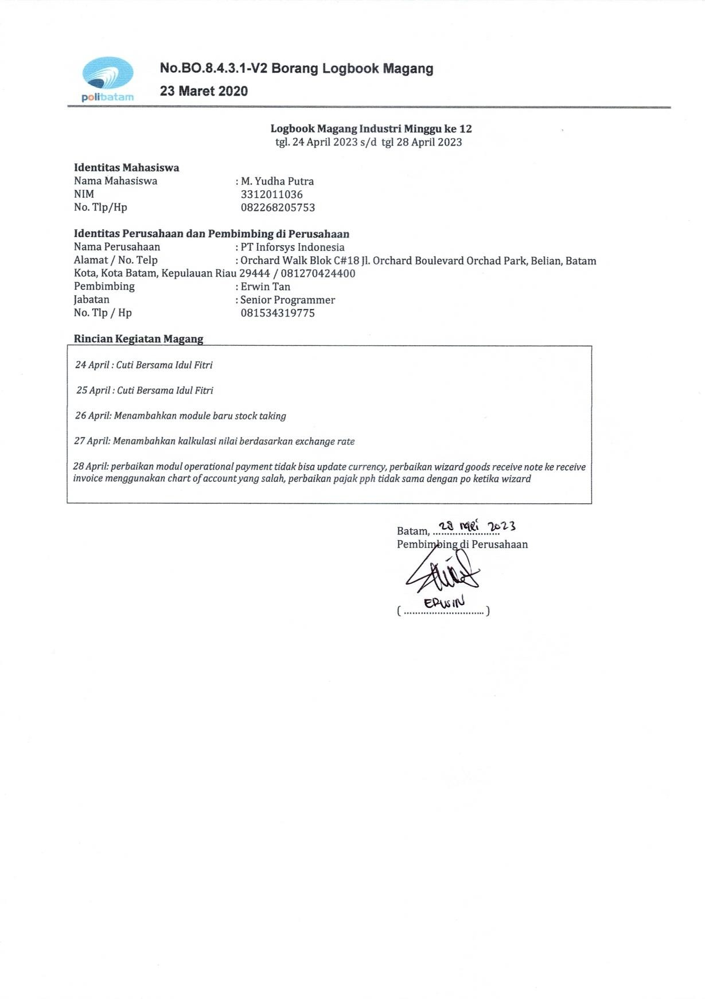 polibatam
No.BO.8.4.3.1-V2 Borang Logbook Magang
23 Maret 2020
Logbook Magang Industri Minggu ke 12
tgl. 24 April 2023 s/d tgl 28 April 2023
Identitas Mahasiswa
Nama Mahasiswa : M. Yudha Putra
NIM 3312011036
No. Tlp/Hp 082268205753
Identitas Perusahaan dan Pembimbing di Perusahaan
Nama Perusahaan : PT Inforsys Indonesia
Alamat / No. Telp : Orchard Walk Blok C#18 Jl. Orchard Boulevard Orchad Park, Belian, Batam
Kota, Kota Batam, Kepulauan Riau 29444 / 081270424400
Pembimbing : Erwin Tan
Jabatan : Senior Programmer
No. Tlp / Hp 081534319775
Rincian Kegiatan Magang
24 April : Cuti Bersama Idul Fitri
25 April : Cuti Bersama Idul Fitri
26 April: Menambahkan module baru stock taking
27 April: Menambahkan kalkulasi nilai berdasarkan exchange rate
28 April: perbaikan modul operational payment tidak bisa update currency, perbaikan wizard goods receive note ke receive
invoice menggunakan chart of account yang salah, perbaikan pajak pph tidak sama dengan po ketika wizard
Batam, 28 Mei 2023
Pembimbing di Perusahaan
( ERWIN )